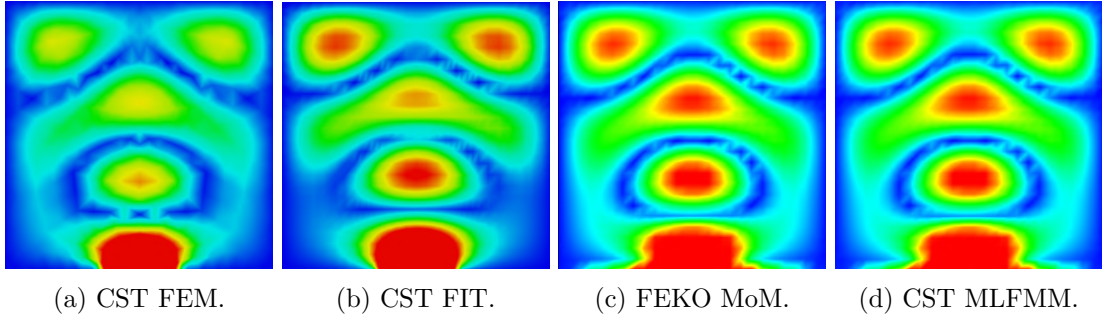 (a) CST FEM.
(b) CST FIT.
(c) FEKO MoM.
(d) CST MLFMM.